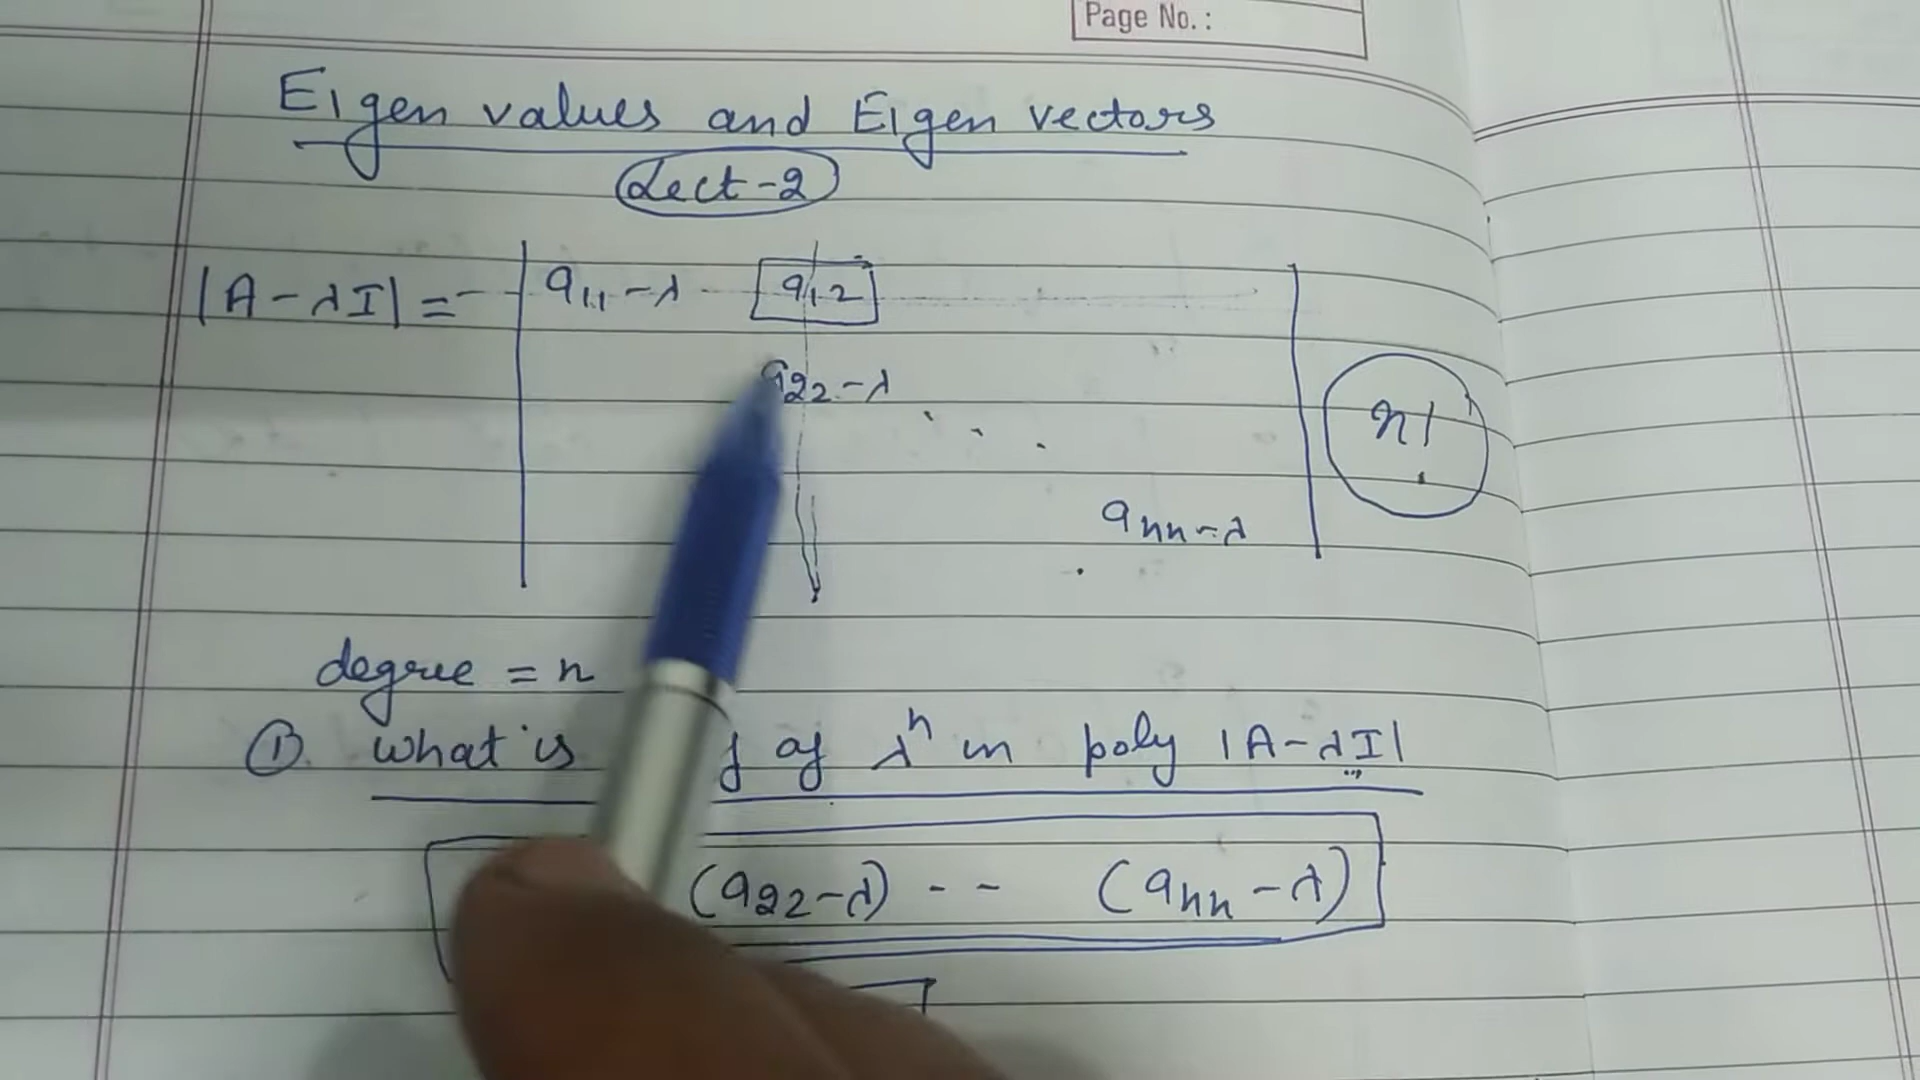 Page No. :
Eigen values and Eigen vectors
Lect-2
|A - λI| = a11-λ a12
a22-λ
n!
ann-λ
degree = n
① what is of λ^n in poly |A-λI|
(a22-λ) - - (ann-λ)